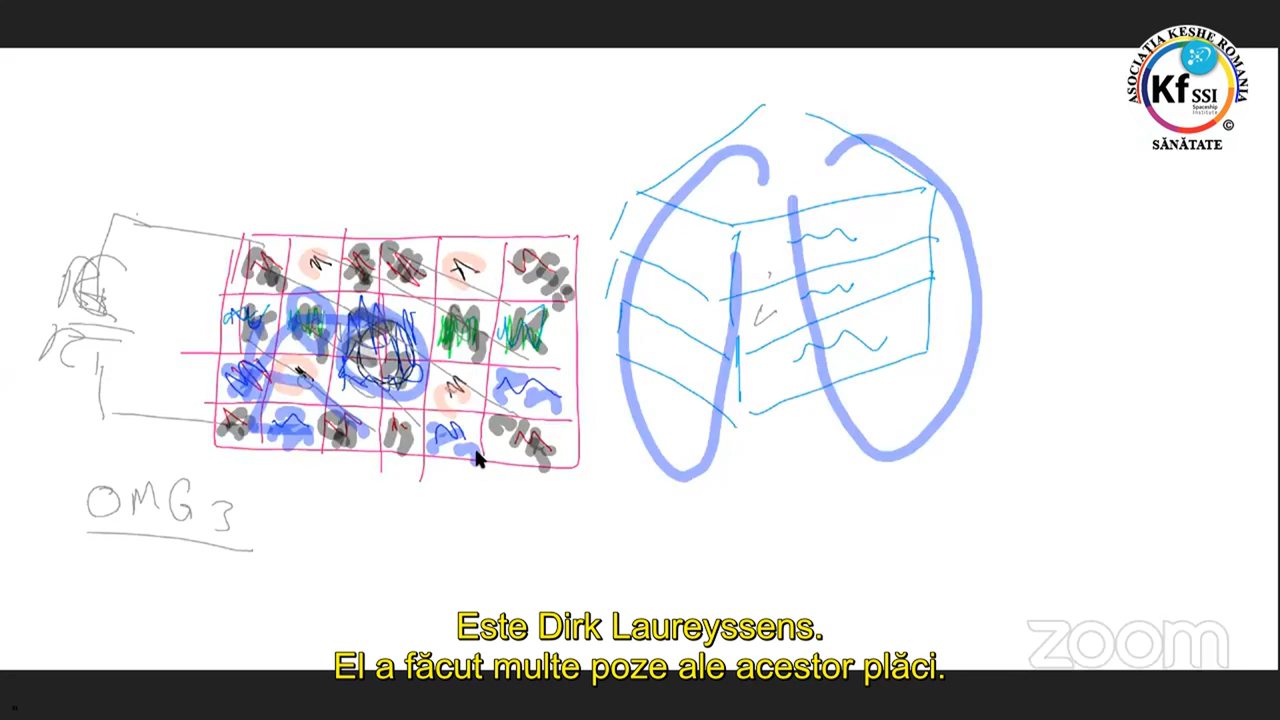 ASOCIAȚIA KESHE ROMANIA
Kf SSI
Spaceship
Institute
©
SĂNĂTATE
OMG 3
Este Dirk Laureyssens.
El a făcut multe poze ale acestor plăci.
zoom